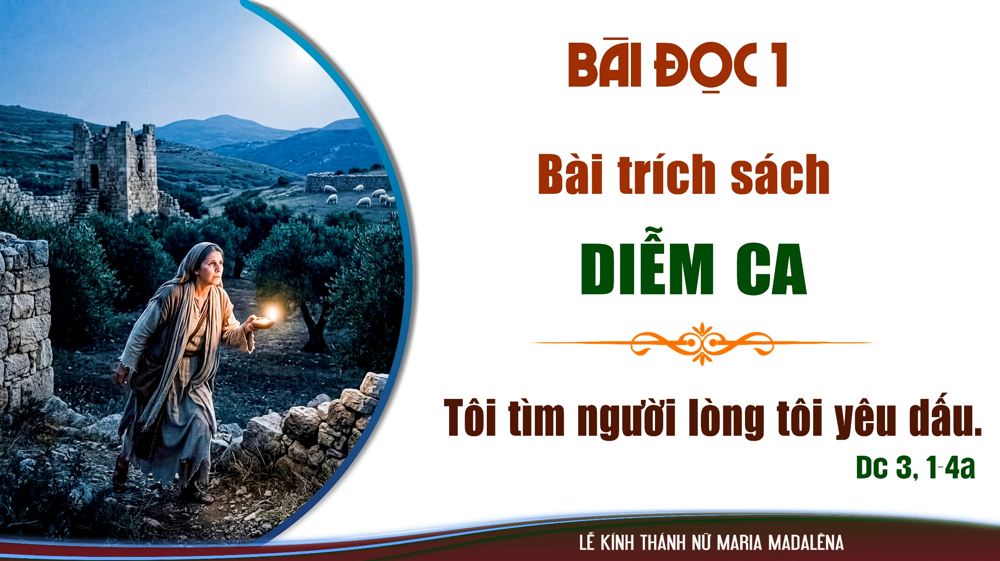 BÀI ĐỌC 1
Bài trích sách
DIỄM CA
Tôi tìm người lòng tôi yêu dấu.
Dc 3, 1-4a
LỄ KÍNH THÁNH NỮ MARIA MADALÊNA